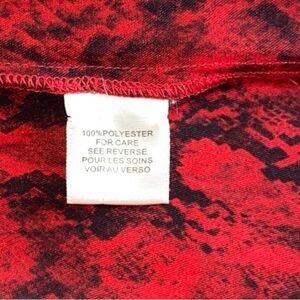 100%POLYESTER
FOR CARE
SEE REVERSE
POUR LES SOINS
VOIR AU VERSO